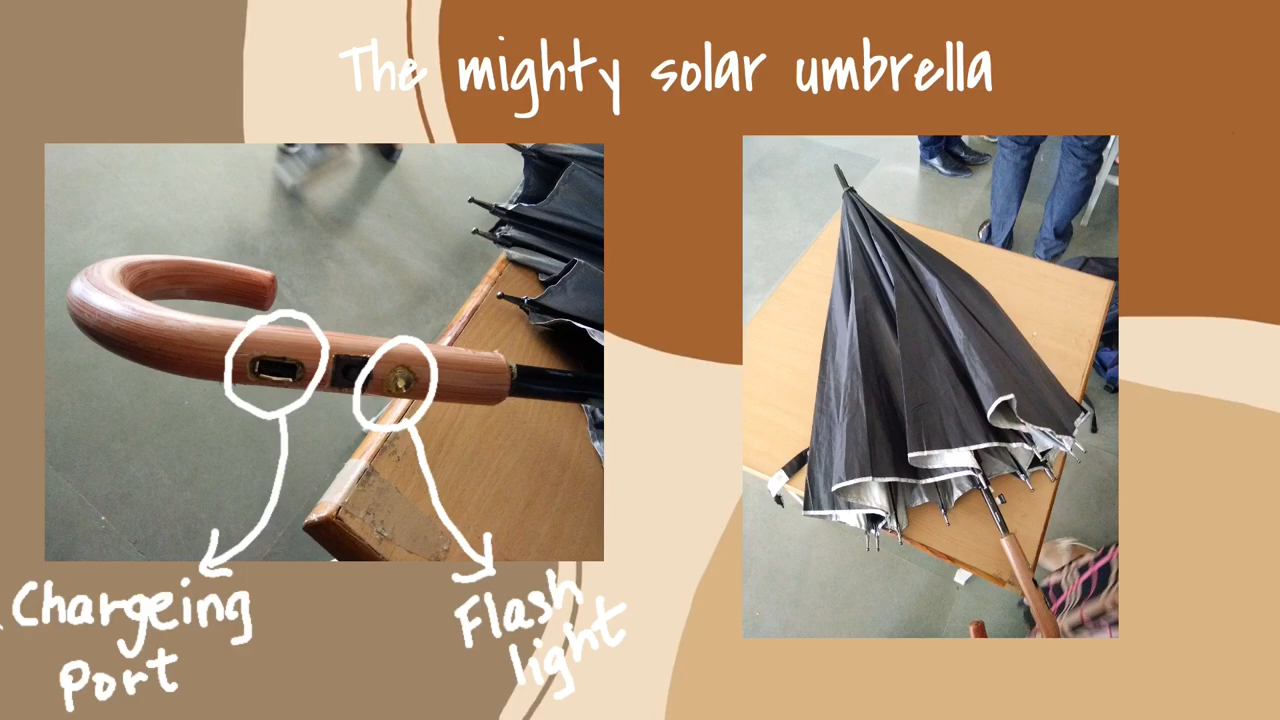 The mighty solar umbrella
Chargeing
Port
Flash
light